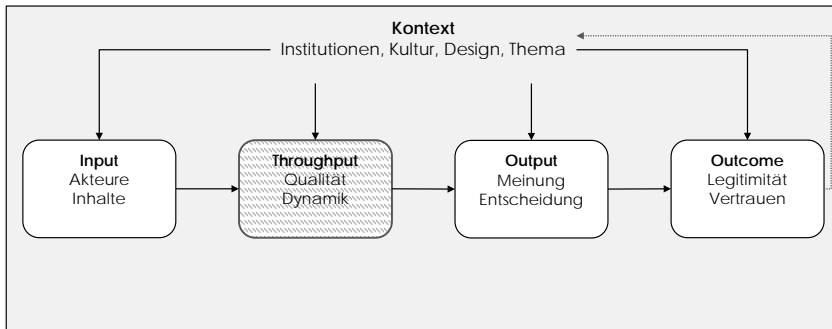 Kontext
Institutionen, Kultur, Design, Thema
Input
Akteure
Inhalte
Throughput
Qualität
Dynamik
Output
Meinung
Entscheidung
Outcome
Legitimität
Vertrauen